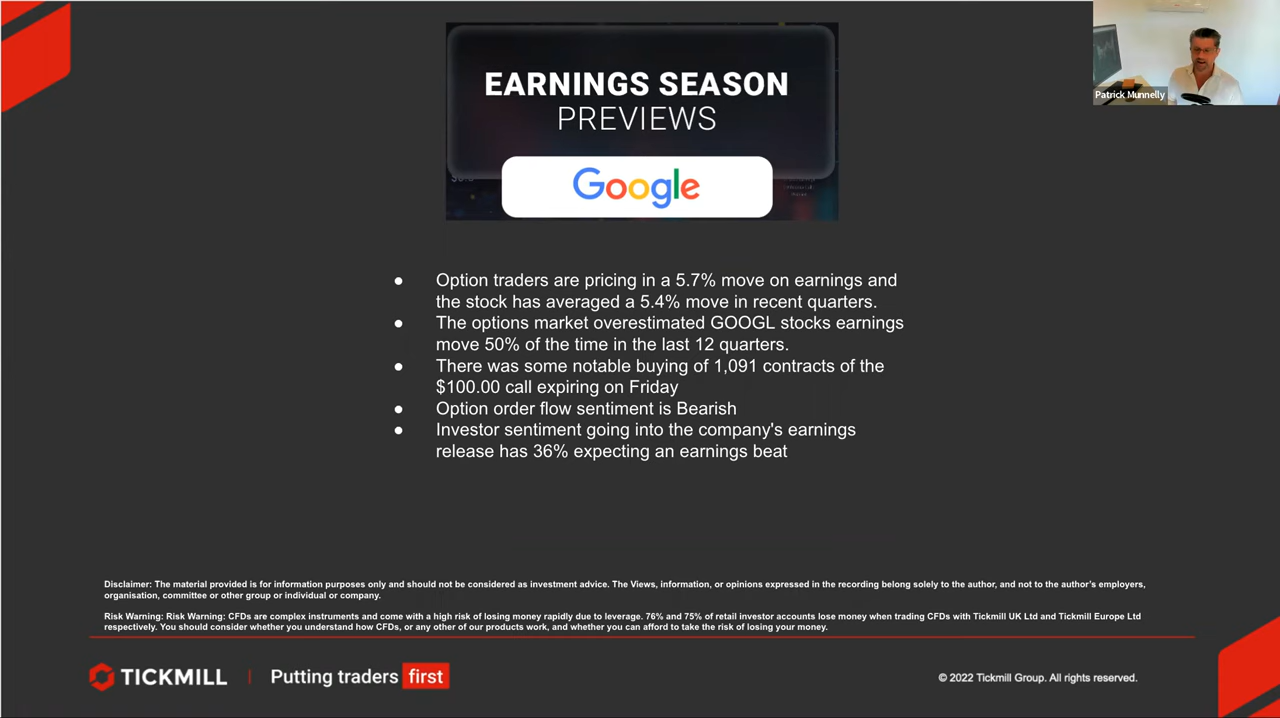 Patrick Munnelly
EARNINGS SEASON
PREVIEWS
Google
● Option traders are pricing in a 5.7% move on earnings and
the stock has averaged a 5.4% move in recent quarters.
● The options market overestimated GOOGL stocks earnings
move 50% of the time in the last 12 quarters.
● There was some notable buying of 1,091 contracts of the
$100.00 call expiring on Friday
● Option order flow sentiment is Bearish
● Investor sentiment going into the company's earnings
release has 36% expecting an earnings beat
Disclaimer: The material provided is for information purposes only and should not be considered as investment advice. The Views, information, or opinions expressed in the recording belong solely to the author, and not to the author's employers,
organisation, committee or other group or individual or company.
Risk Warning: Risk Warning: CFDs are complex instruments and come with a high risk of losing money rapidly due to leverage. 76% and 75% of retail investor accounts lose money when trading CFDs with Tickmill UK Ltd and Tickmill Europe Ltd
respectively. You should consider whether you understand how CFDs, or any other of our products work, and whether you can afford to take the risk of losing your money.
TICKMILL | Putting traders first
© 2022 Tickmill Group. All rights reserved.